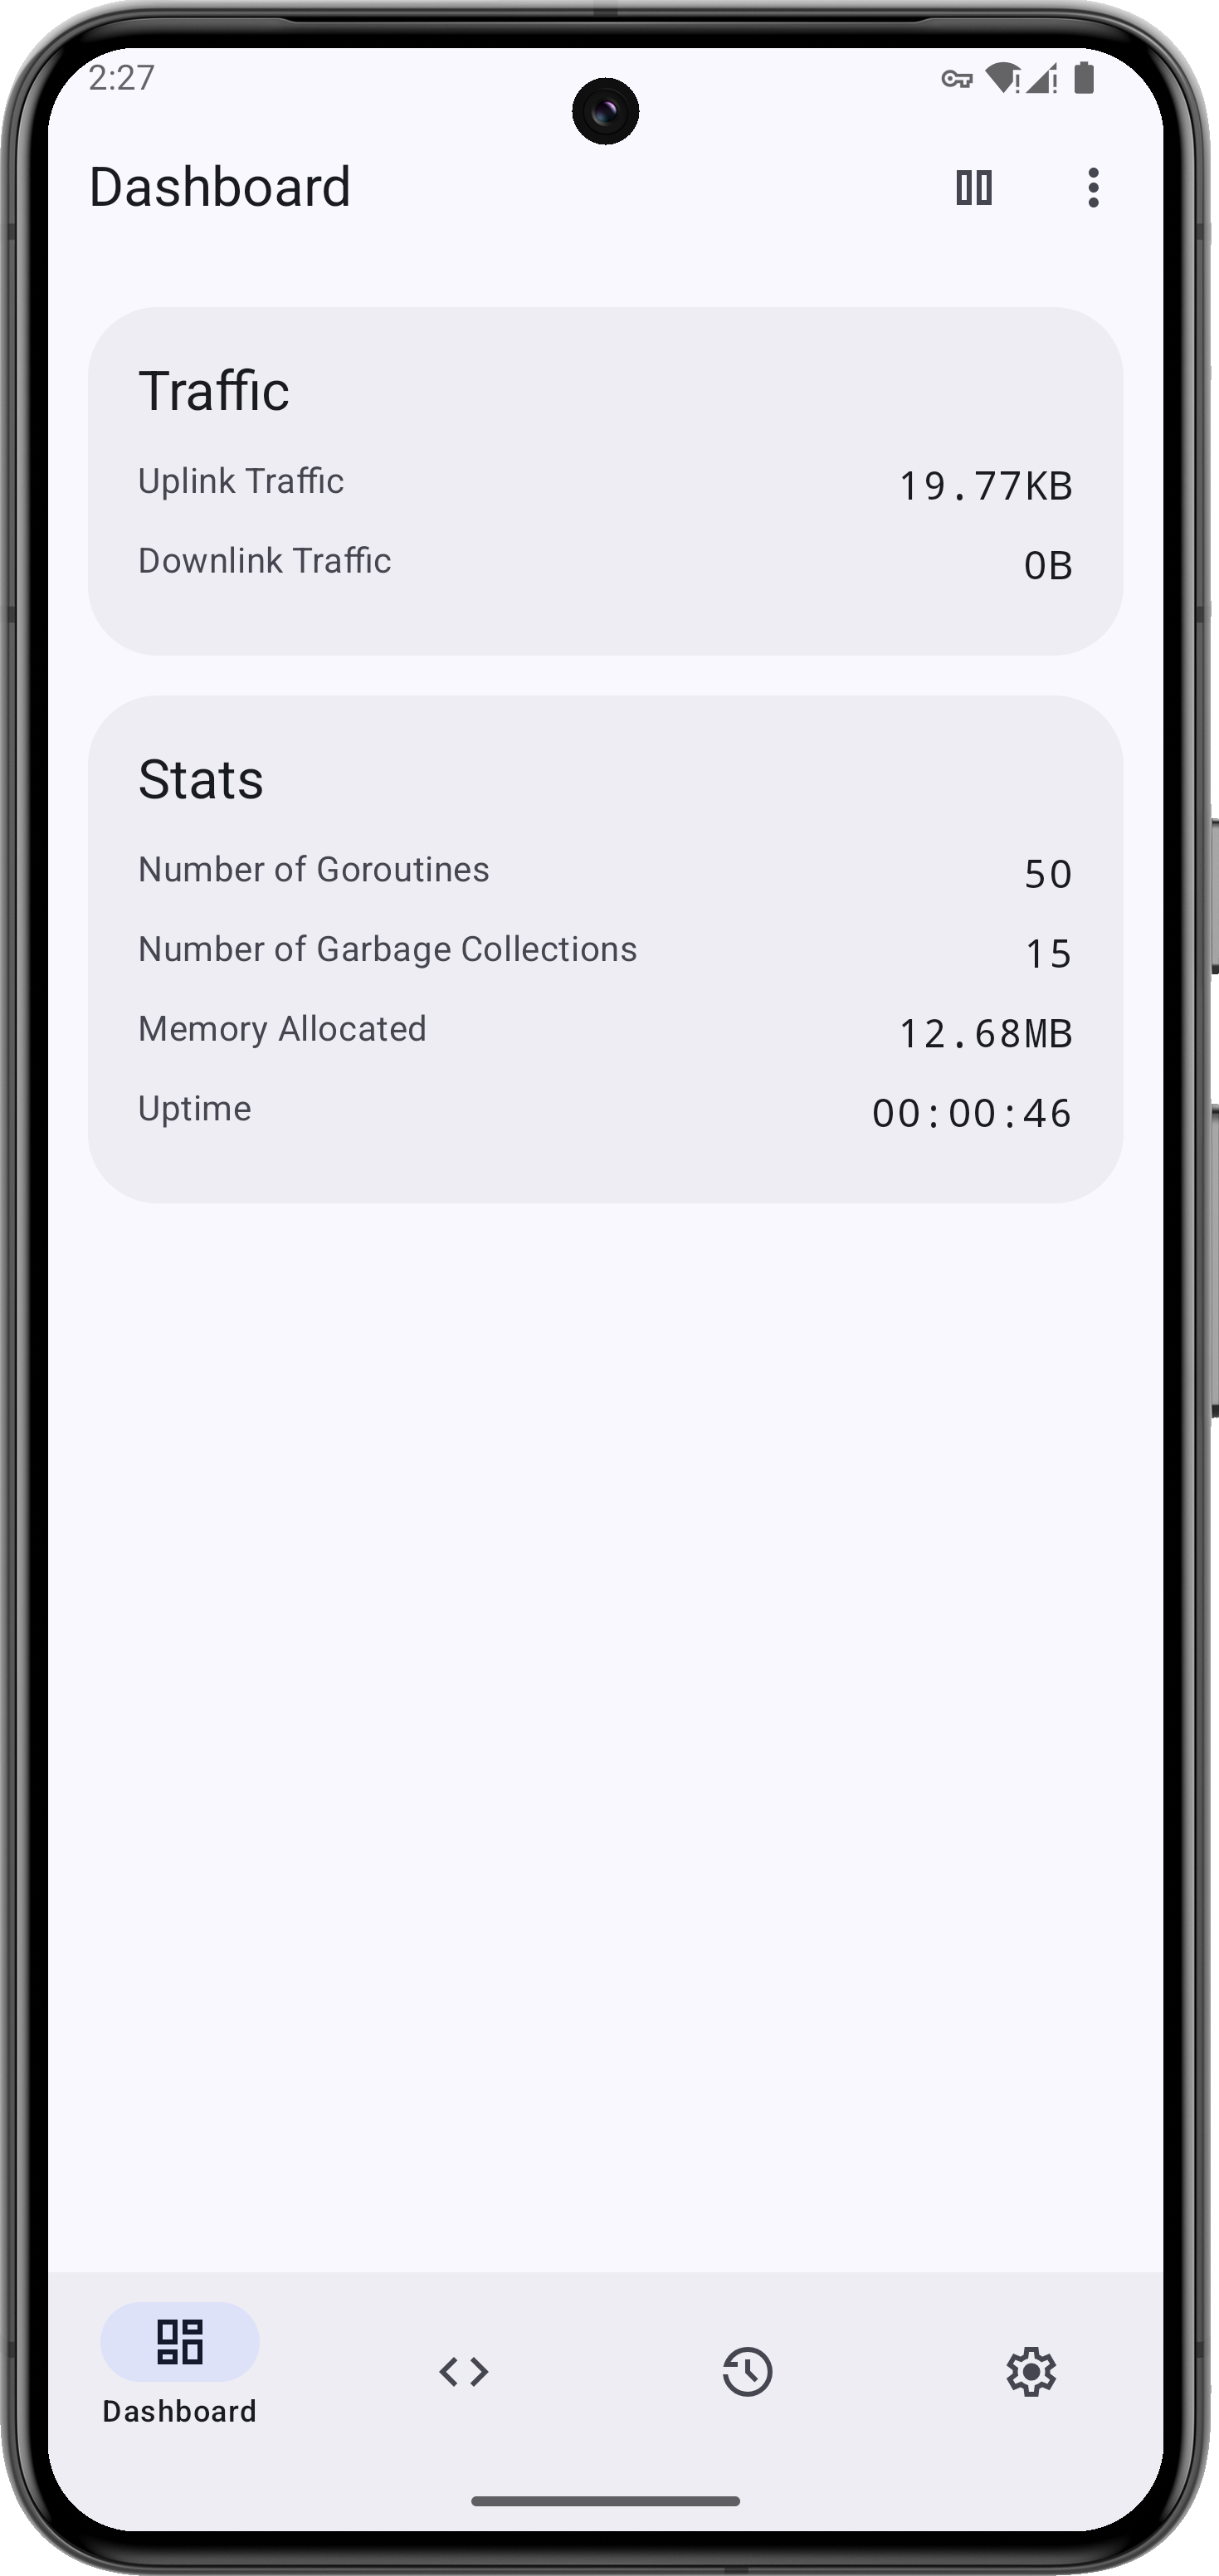 2:27
Dashboard
Traffic
Uplink Traffic 19.77KB
Downlink Traffic 0B
Stats
Number of Goroutines 50
Number of Garbage Collections 15
Memory Allocated 12.68MB
Uptime 00:00:46
Dashboard